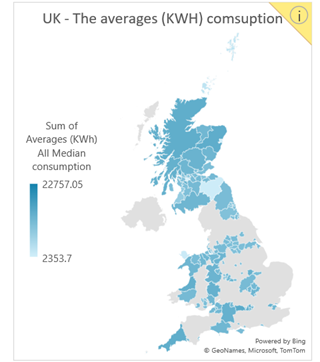 UK - The averages (KWH) comsuption
i
Sum of
Averages (KWh)
All Median
consumption
22757.05
2353.7
Powered by Bing
© GeoNames, Microsoft, TomTom